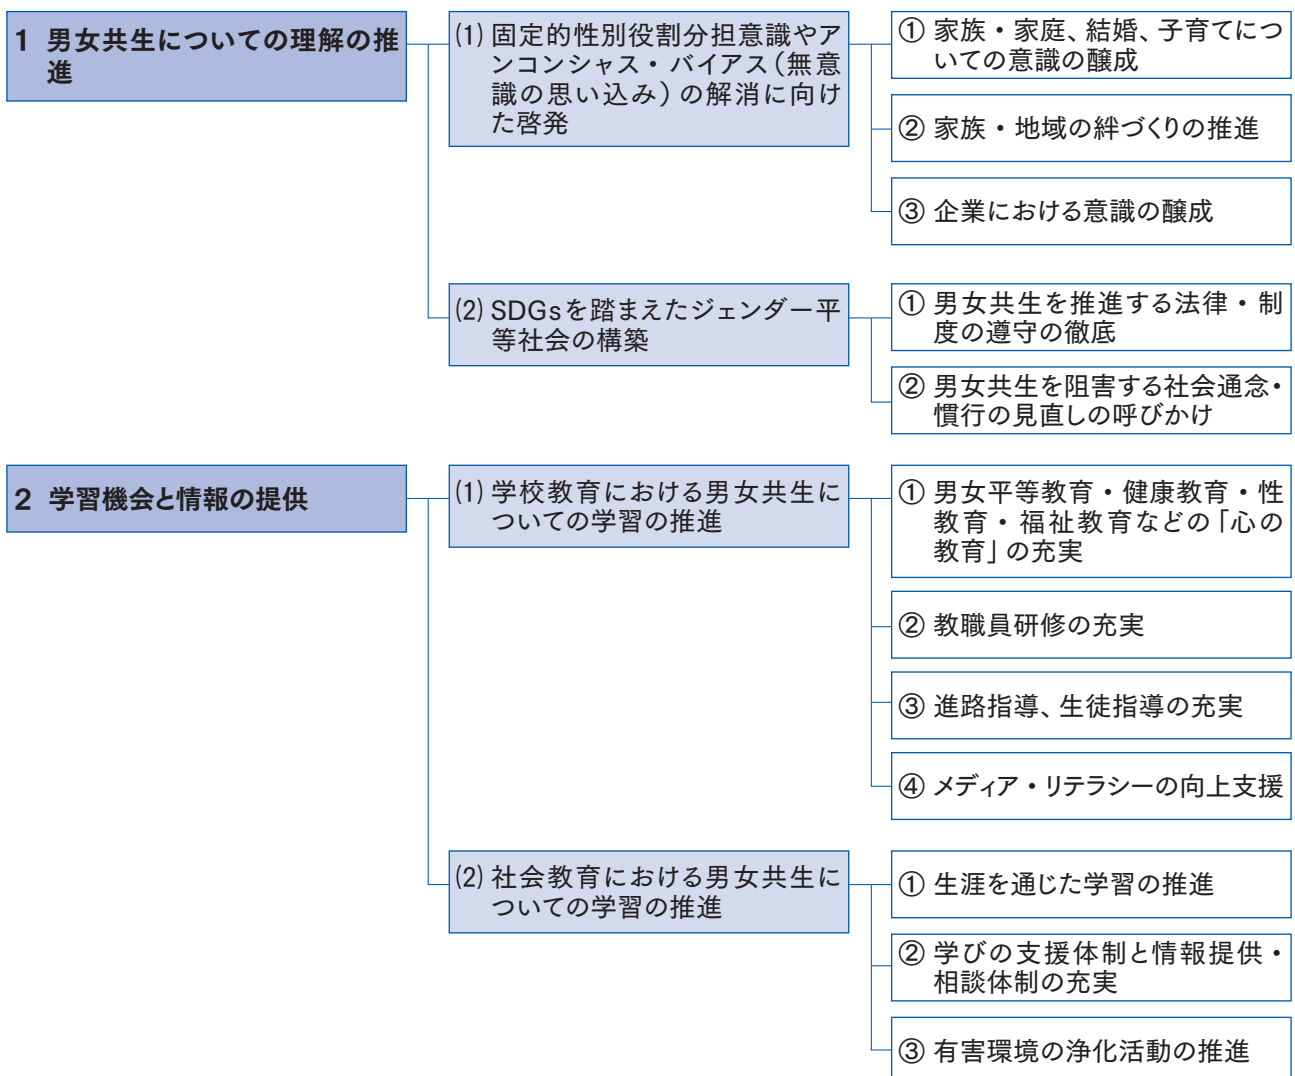 1 男女共生についての理解の推
進
(1) 固定的性別役割分担意識やア
ンコンシャス・バイアス(無意
識の思い込み)の解消に向け
た啓発
① 家族・家庭、結婚、子育てにつ
いての意識の醸成
② 家族・地域の絆づくりの推進
③ 企業における意識の醸成
(2) SDGsを踏まえたジェンダー平
等社会の構築
① 男女共生を推進する法律・制
度の遵守の徹底
② 男女共生を阻害する社会通念・
慣行の見直しの呼びかけ
2 学習機会と情報の提供
(1) 学校教育における男女共生に
ついての学習の推進
① 男女平等教育・健康教育・性
教育・福祉教育などの「心の
教育」の充実
② 教職員研修の充実
③ 進路指導、生徒指導の充実
④ メディア・リテラシーの向上支援
(2) 社会教育における男女共生に
ついての学習の推進
① 生涯を通じた学習の推進
② 学びの支援体制と情報提供・
相談体制の充実
③ 有害環境の浄化活動の推進